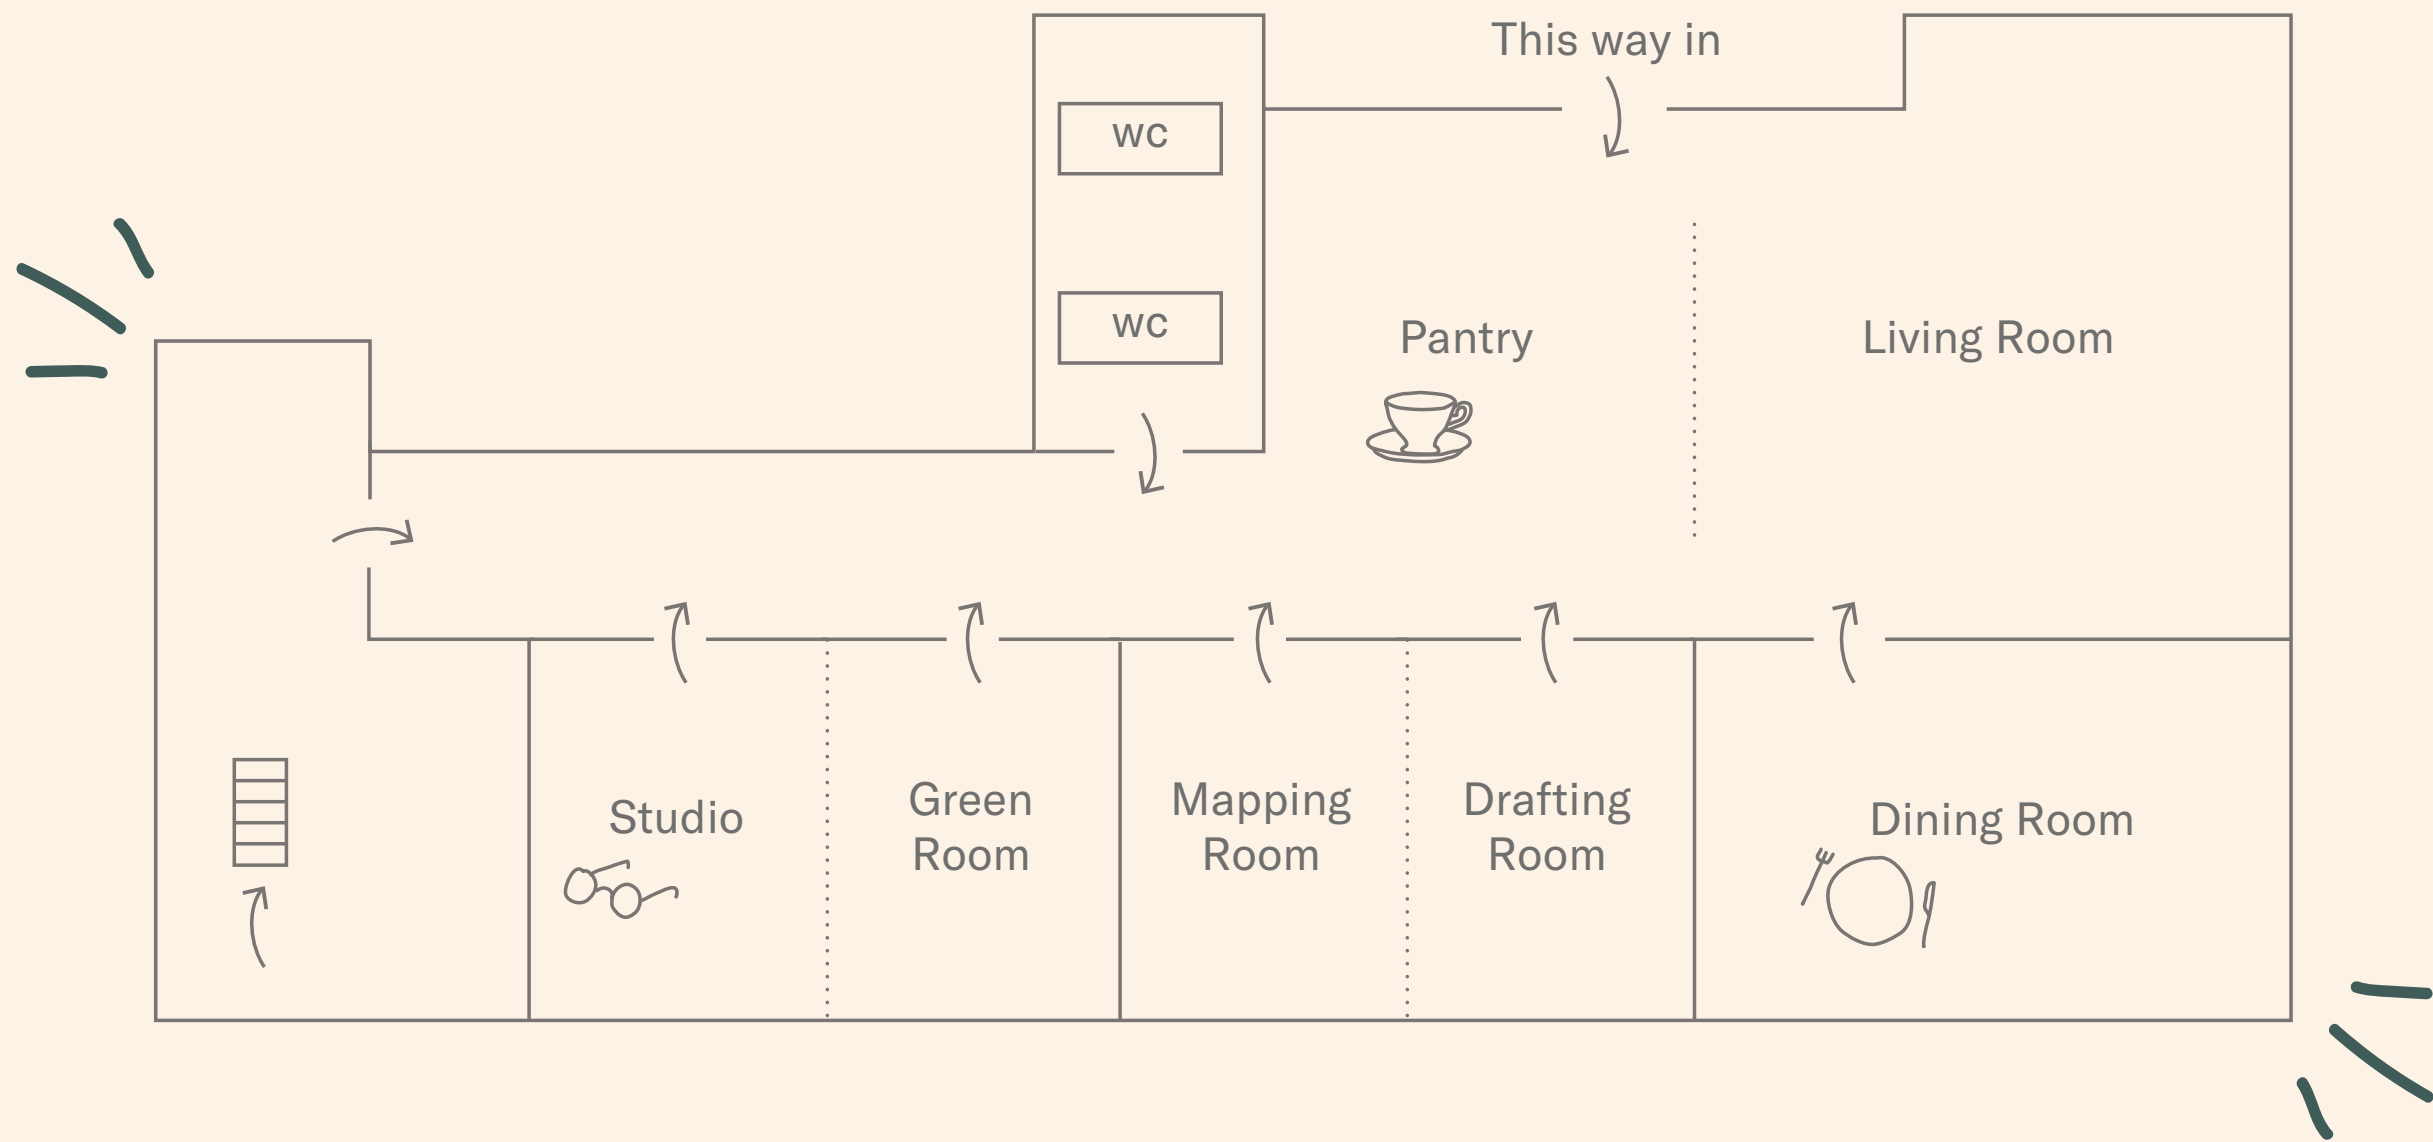 This way in
wc
wc
Pantry
Living Room
Studio
Green
Room
Mapping
Room
Drafting
Room
Dining Room